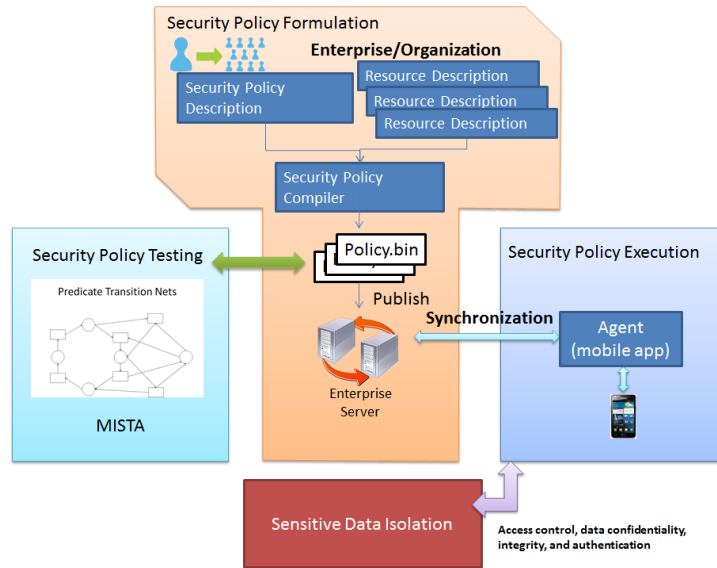 Security Policy Formulation
Enterprise/Organization
Security Policy
Description
Resource Description
Resource Description
Resource Description
Security Policy
Compiler
Policy.bin
Publish
Enterprise
Server
Security Policy Testing
Predicate Transition Nets
MISTA
Synchronization
Security Policy Execution
Agent
(mobile app)
Sensitive Data Isolation
Access control, data confidentiality,
integrity, and authentication